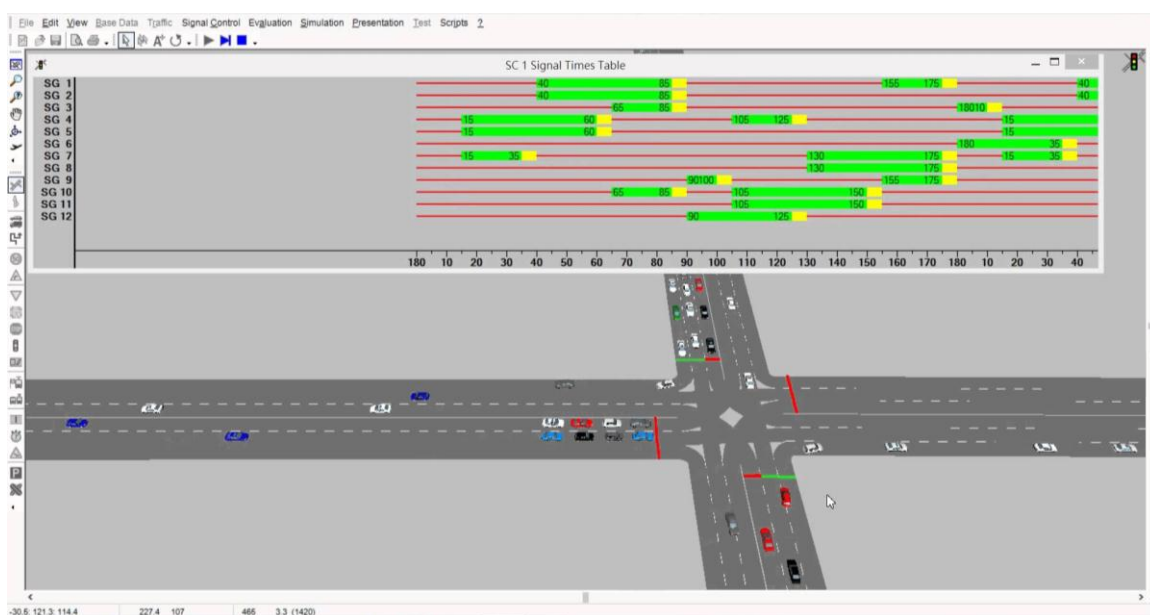 File Edit View Base Data Traffic Signal Control Evaluation Simulation Presentation Test Scripts ?
SC 1 Signal Times Table
SG 1 40 85 155 175 40
SG 2 40 85 40
SG 3 65 85 18010
SG 4 15 60 105 125 15
SG 5 15 60 15
SG 6 180 35
SG 7 15 35 130 175 15 35
SG 8 130 175
SG 9 90100 155 175
SG 10 65 85 105 150
SG 11 105 150
SG 12 90 125
180 10 20 30 40 50 60 70 80 90 100 110 120 130 140 150 160 170 180 10 20 30 40
-30.5: 121.3: 114.4 227.4 107 465 3.3 (1420)